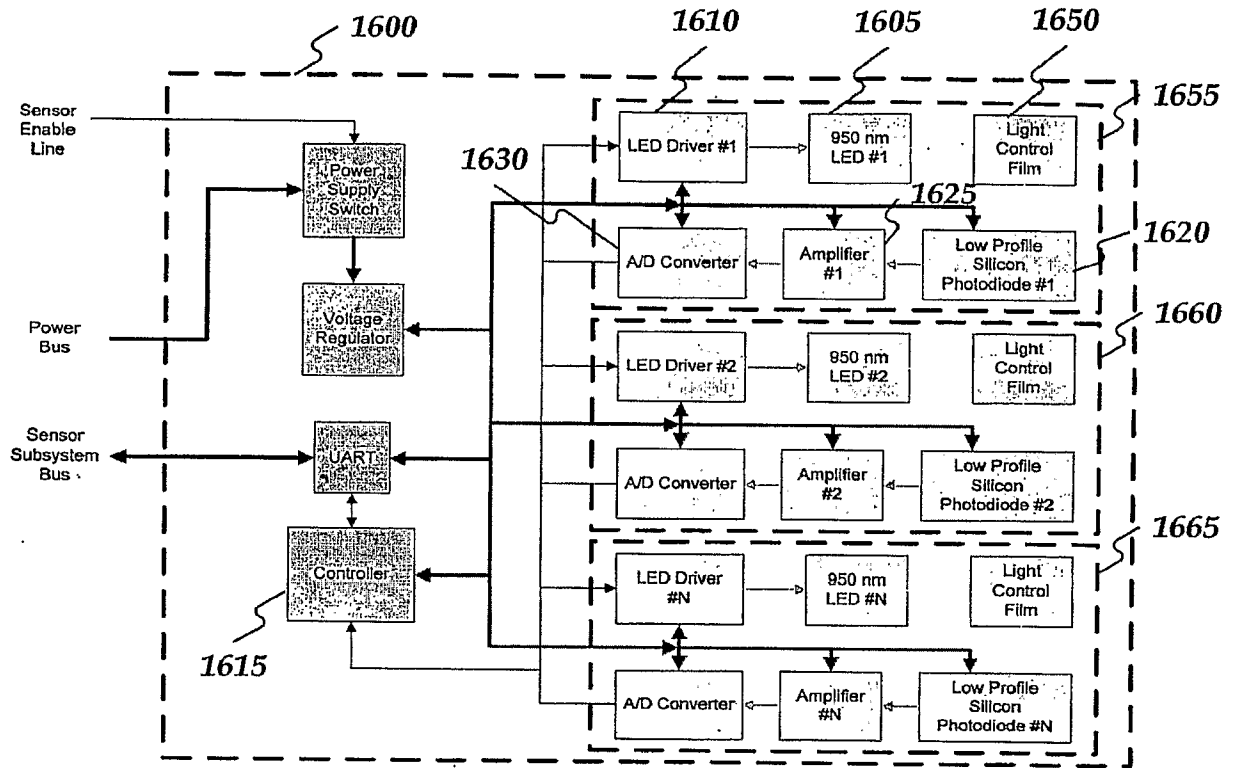 1600
1610
1605
1650
1655
Sensor
Enable
Line
Power
Supply
Switch
Voltage
Regulator
Power
Bus
Sensor
Subsystem
Bus
UART
Controller
1615
1630
LED Driver #1
950 nm
LED #1
Light
Control
Film
1625
A/D Converter
Amplifier
#1
Low Profile
Silicon
Photodiode #1
1620
1660
LED Driver #2
950 nm
LED #2
Light
Control
Film
A/D Converter
Amplifier
#2
Low Profile
Silicon
Photodiode #2
1665
LED Driver
#N
950 nm
LED #N
Light
Control
Film
A/D Converter
Amplifier
#N
Low Profile
Silicon
Photodiode #N